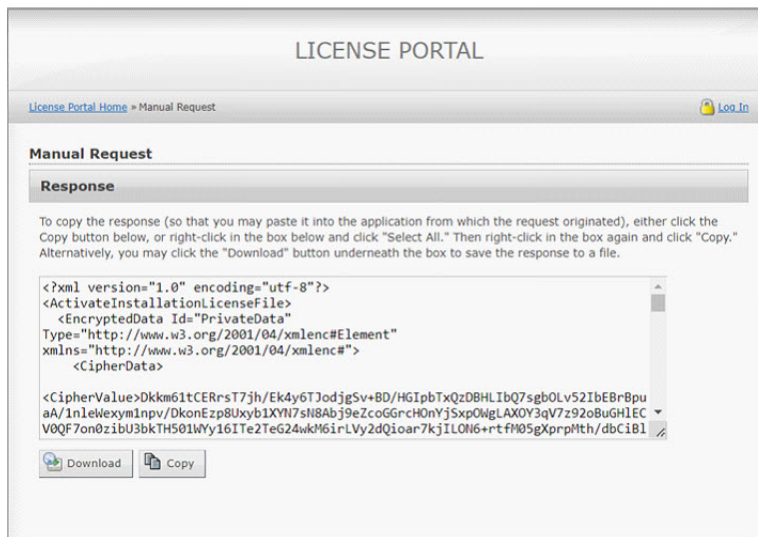 LICENSE PORTAL
License Portal Home » Manual Request
Log In
Manual Request
Response
To copy the response (so that you may paste it into the application from which the request originated), either click the
Copy button below, or right-click in the box below and click "Select All." Then right-click in the box again and click "Copy."
Alternatively, you may click the "Download" button underneath the box to save the response to a file.
<?xml version="1.0" encoding="utf-8"?>
<ActivateInstallationLicenseFile>
<EncryptedData Id="PrivateData"
Type="http://www.w3.org/2001/04/xmlenc#Element"
xmlns="http://www.w3.org/2001/04/xmlenc#">
<CipherData>
<CipherValue>Dkkm61tCERrsT7jh/Ek4y6TJodjgSv+BD/HGIpbTxQzDBHLIbQ7sgbOLv52IbEBrBpu
aA/1nleWexym1npv/DkonEzp8Uxyb1XYN7sN8Abj9eZcoGGrcHOnYjSxpOWgLAXOY3qV7z92oBuGHlEC
V0QF7on0zibU3bkTH501WYy16ITe2TeG24wkM6irLVy2dQioar7kjILON6+rtfM05gXprpMth/dbCiBl
Download
Copy